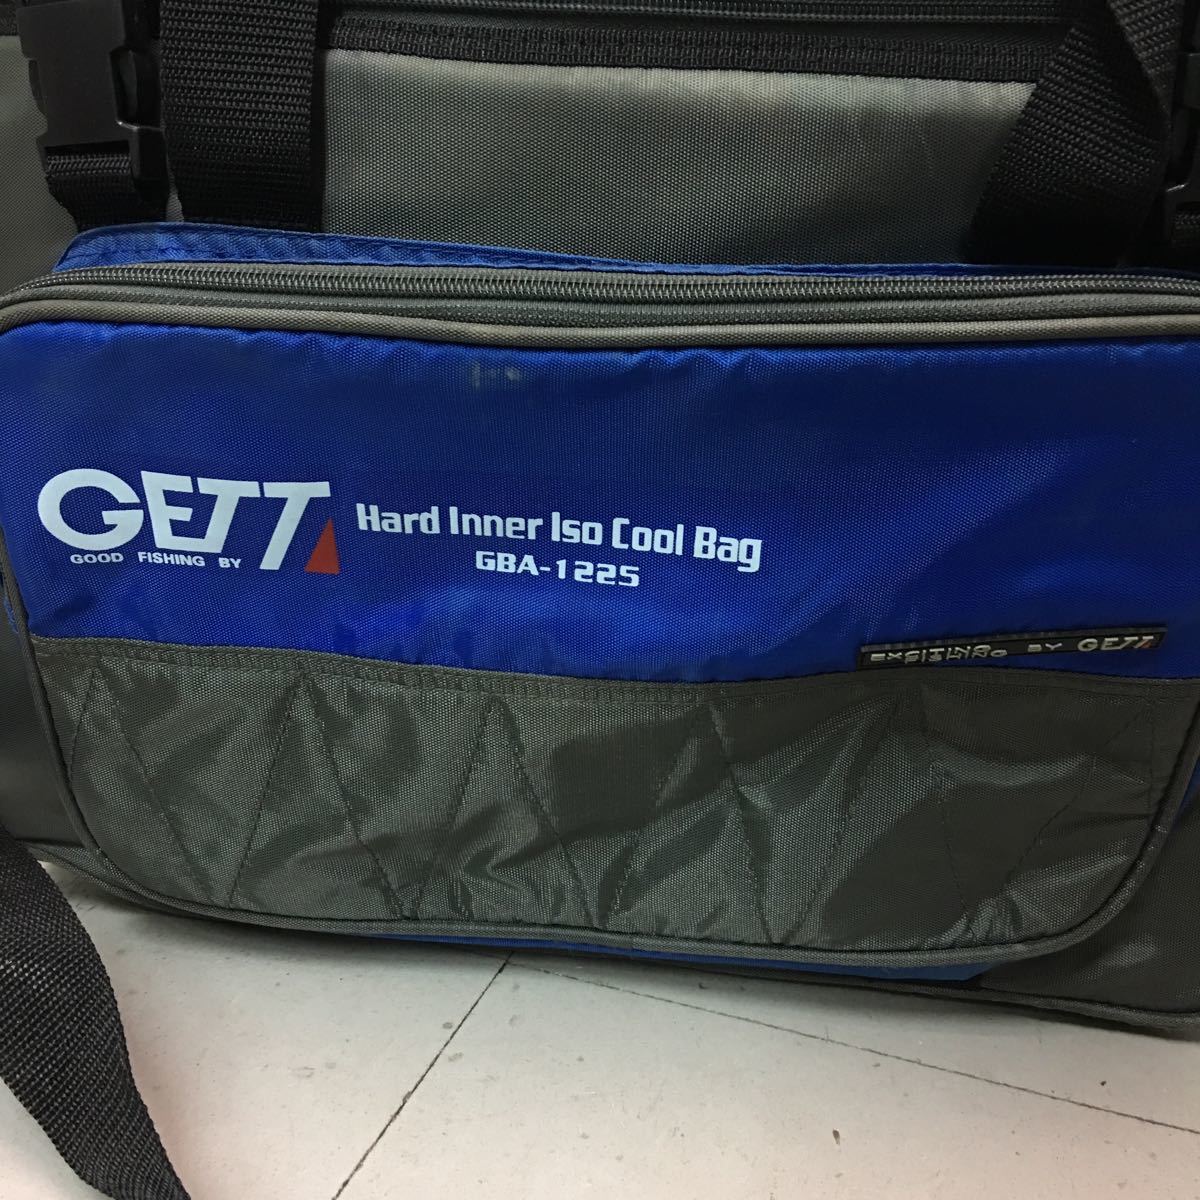 GETT
GOOD FISHING BY
Hard Inner Iso Cool Bag
GBA-1225
EXCITING FISHING BY GETT